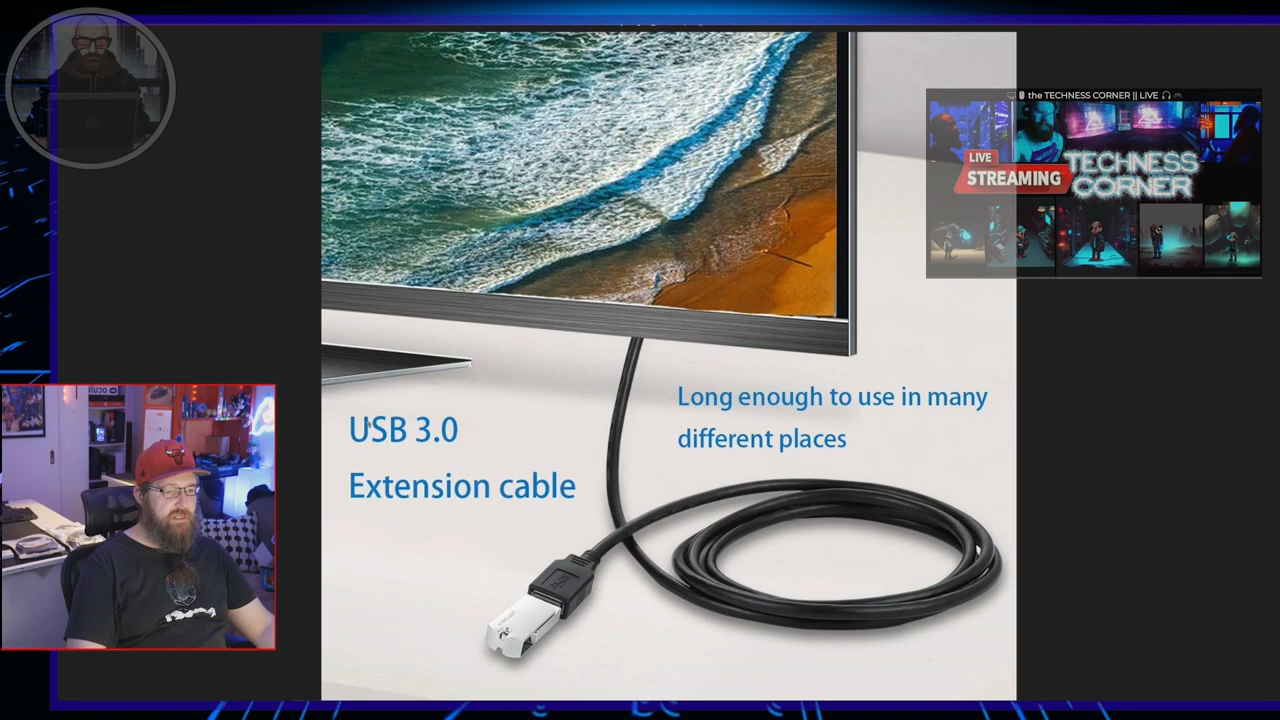 the TECHNESS CORNER || LIVE
LIVE
STREAMING
TECHNESS
CORNER
Long enough to use in many
different places
USB 3.0
Extension cable